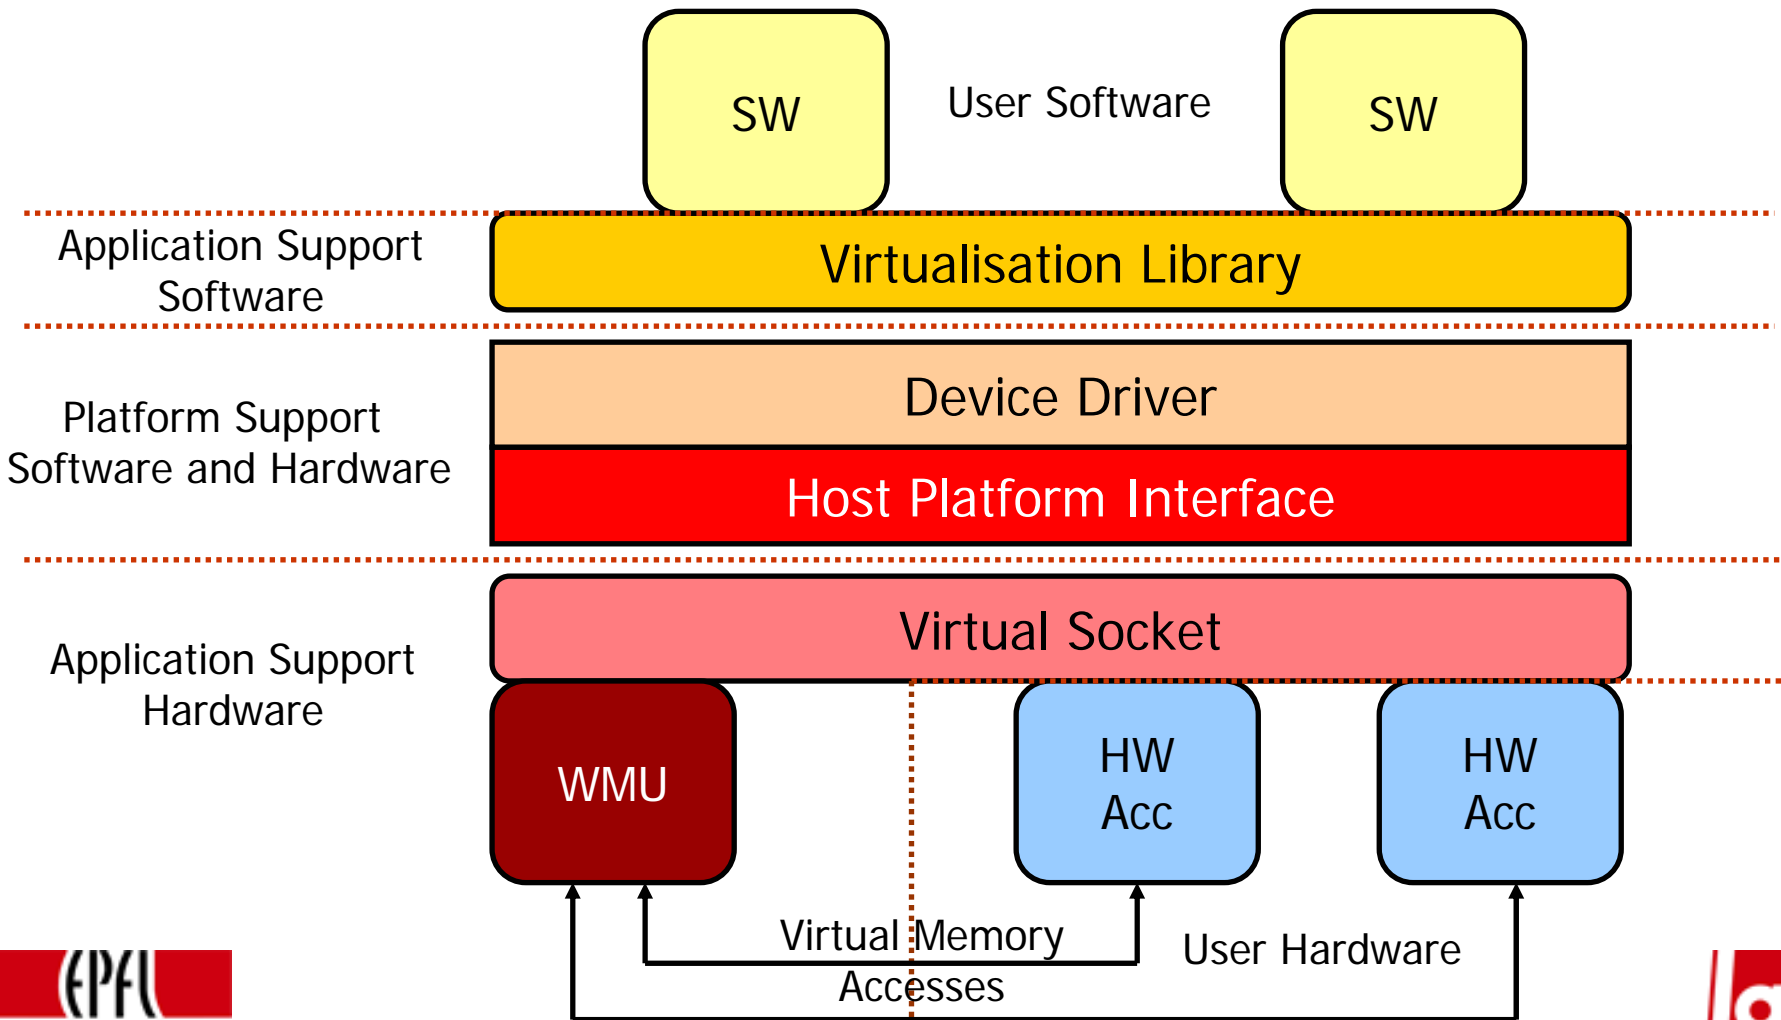 SW
User Software
SW
Application Support
Software
Virtualisation Library
Platform Support
Software and Hardware
Device Driver
Host Platform Interface
Application Support
Hardware
Virtual Socket
WMU
HW
Acc
HW
Acc
Virtual Memory
Accesses
User Hardware
EPFL